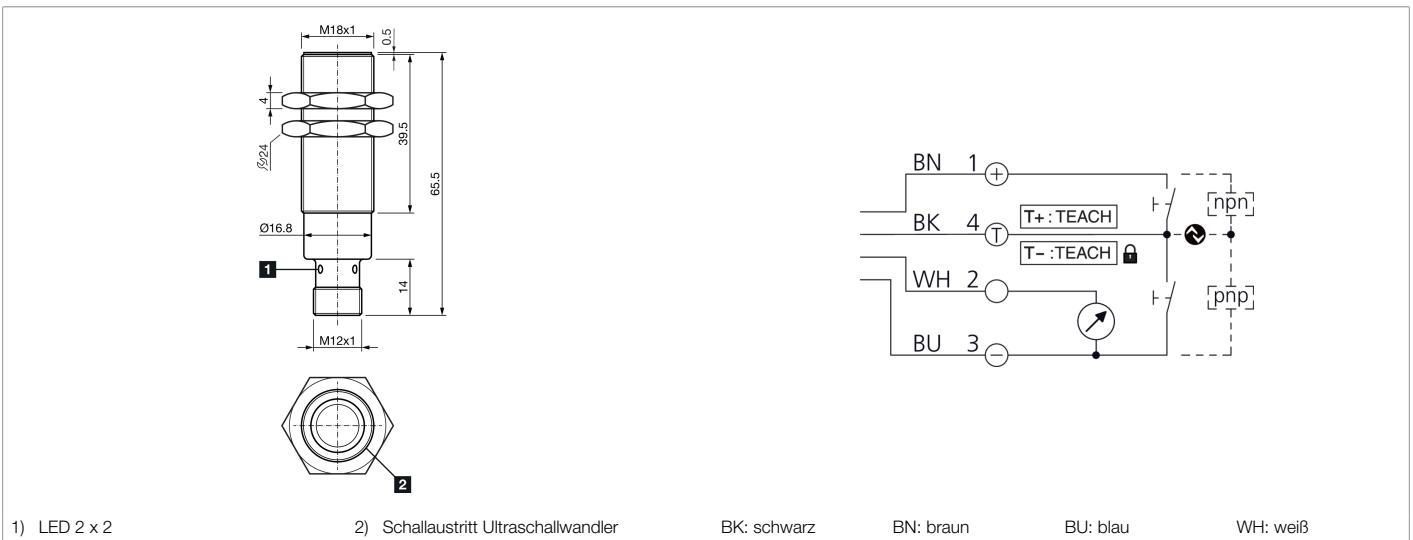 M18x1
0.5
4
24
39.5
65.5
Ø16.8
1
14
M12x1
2
BN 1 +
npn
T+ : TEACH
BK 4 T
T– :TEACH
WH 2
pnp
BU 3 –
1) LED 2 x 2 2) Schallaustritt Ultraschallwandler BK: schwarz BN: braun BU: blau WH: weiß